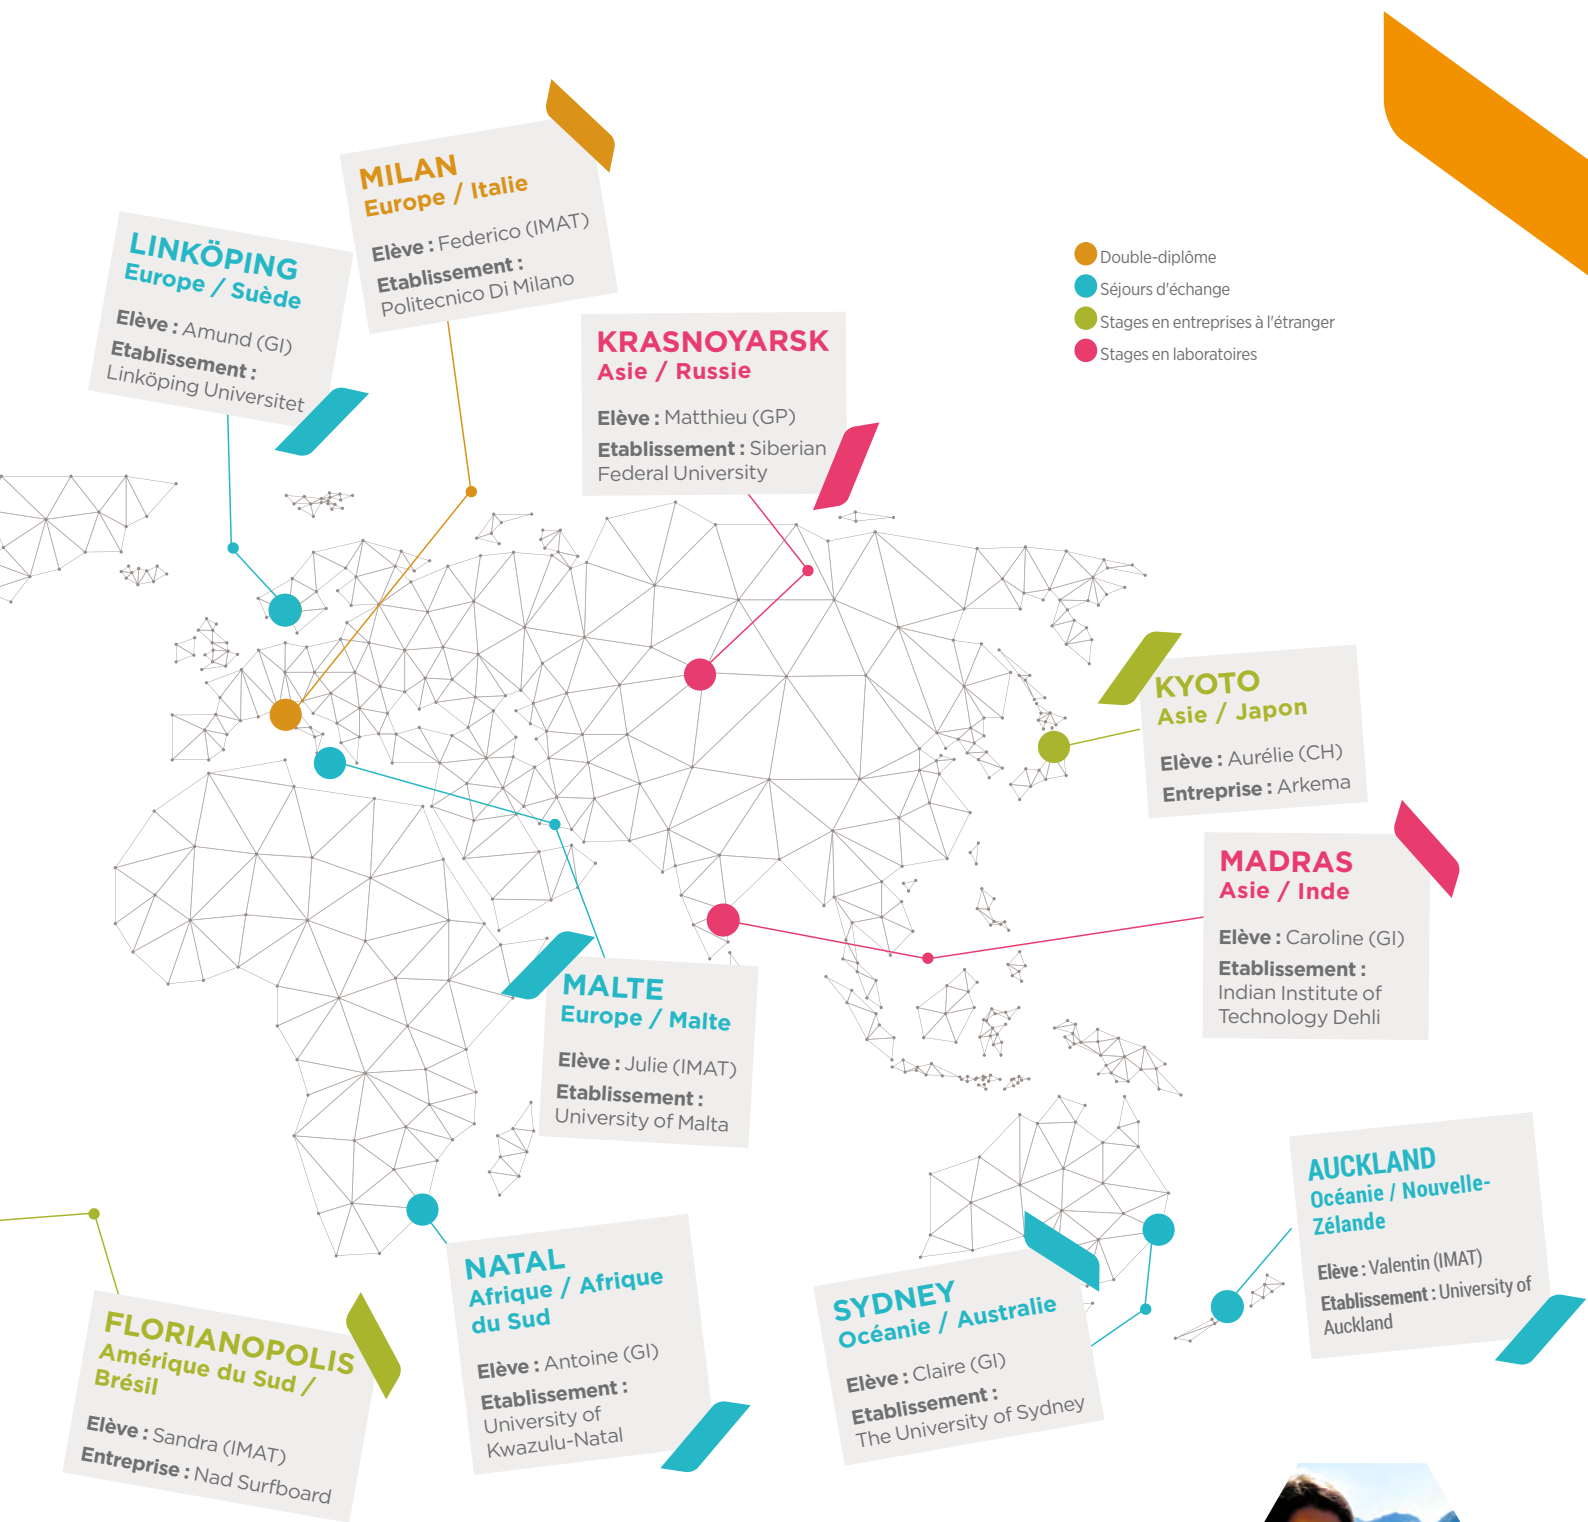 MILAN
Europe / Italie
Elève : Federico (IMAT)
Etablissement :
Politecnico Di Milano
LINKÖPING
Europe / Suède
Elève : Amund (GI)
Etablissement :
Linköping Universitet
Double-diplôme
Séjours d'échange
Stages en entreprises à l'étranger
Stages en laboratoires
KRASNOYARSK
Asie / Russie
Elève : Matthieu (GP)
Etablissement : Siberian
Federal University
KYOTO
Asie / Japon
Elève : Aurélie (CH)
Entreprise : Arkema
MADRAS
Asie / Inde
Elève : Caroline (GI)
Etablissement :
Indian Institute of
Technology Dehli
MALTE
Europe / Malte
Elève : Julie (IMAT)
Etablissement :
University of Malta
AUCKLAND
Océanie / Nouvelle-
Zélande
Elève : Valentin (IMAT)
Etablissement : University of
Auckland
NATAL
Afrique / Afrique
du Sud
Elève : Antoine (GI)
Etablissement :
University of
Kwazulu-Natal
SYDNEY
Océanie / Australie
Elève : Claire (GI)
Etablissement :
The University of Sydney
FLORIANOPOLIS
Amérique du Sud /
Brésil
Elève : Sandra (IMAT)
Entreprise : Nad Surfboard